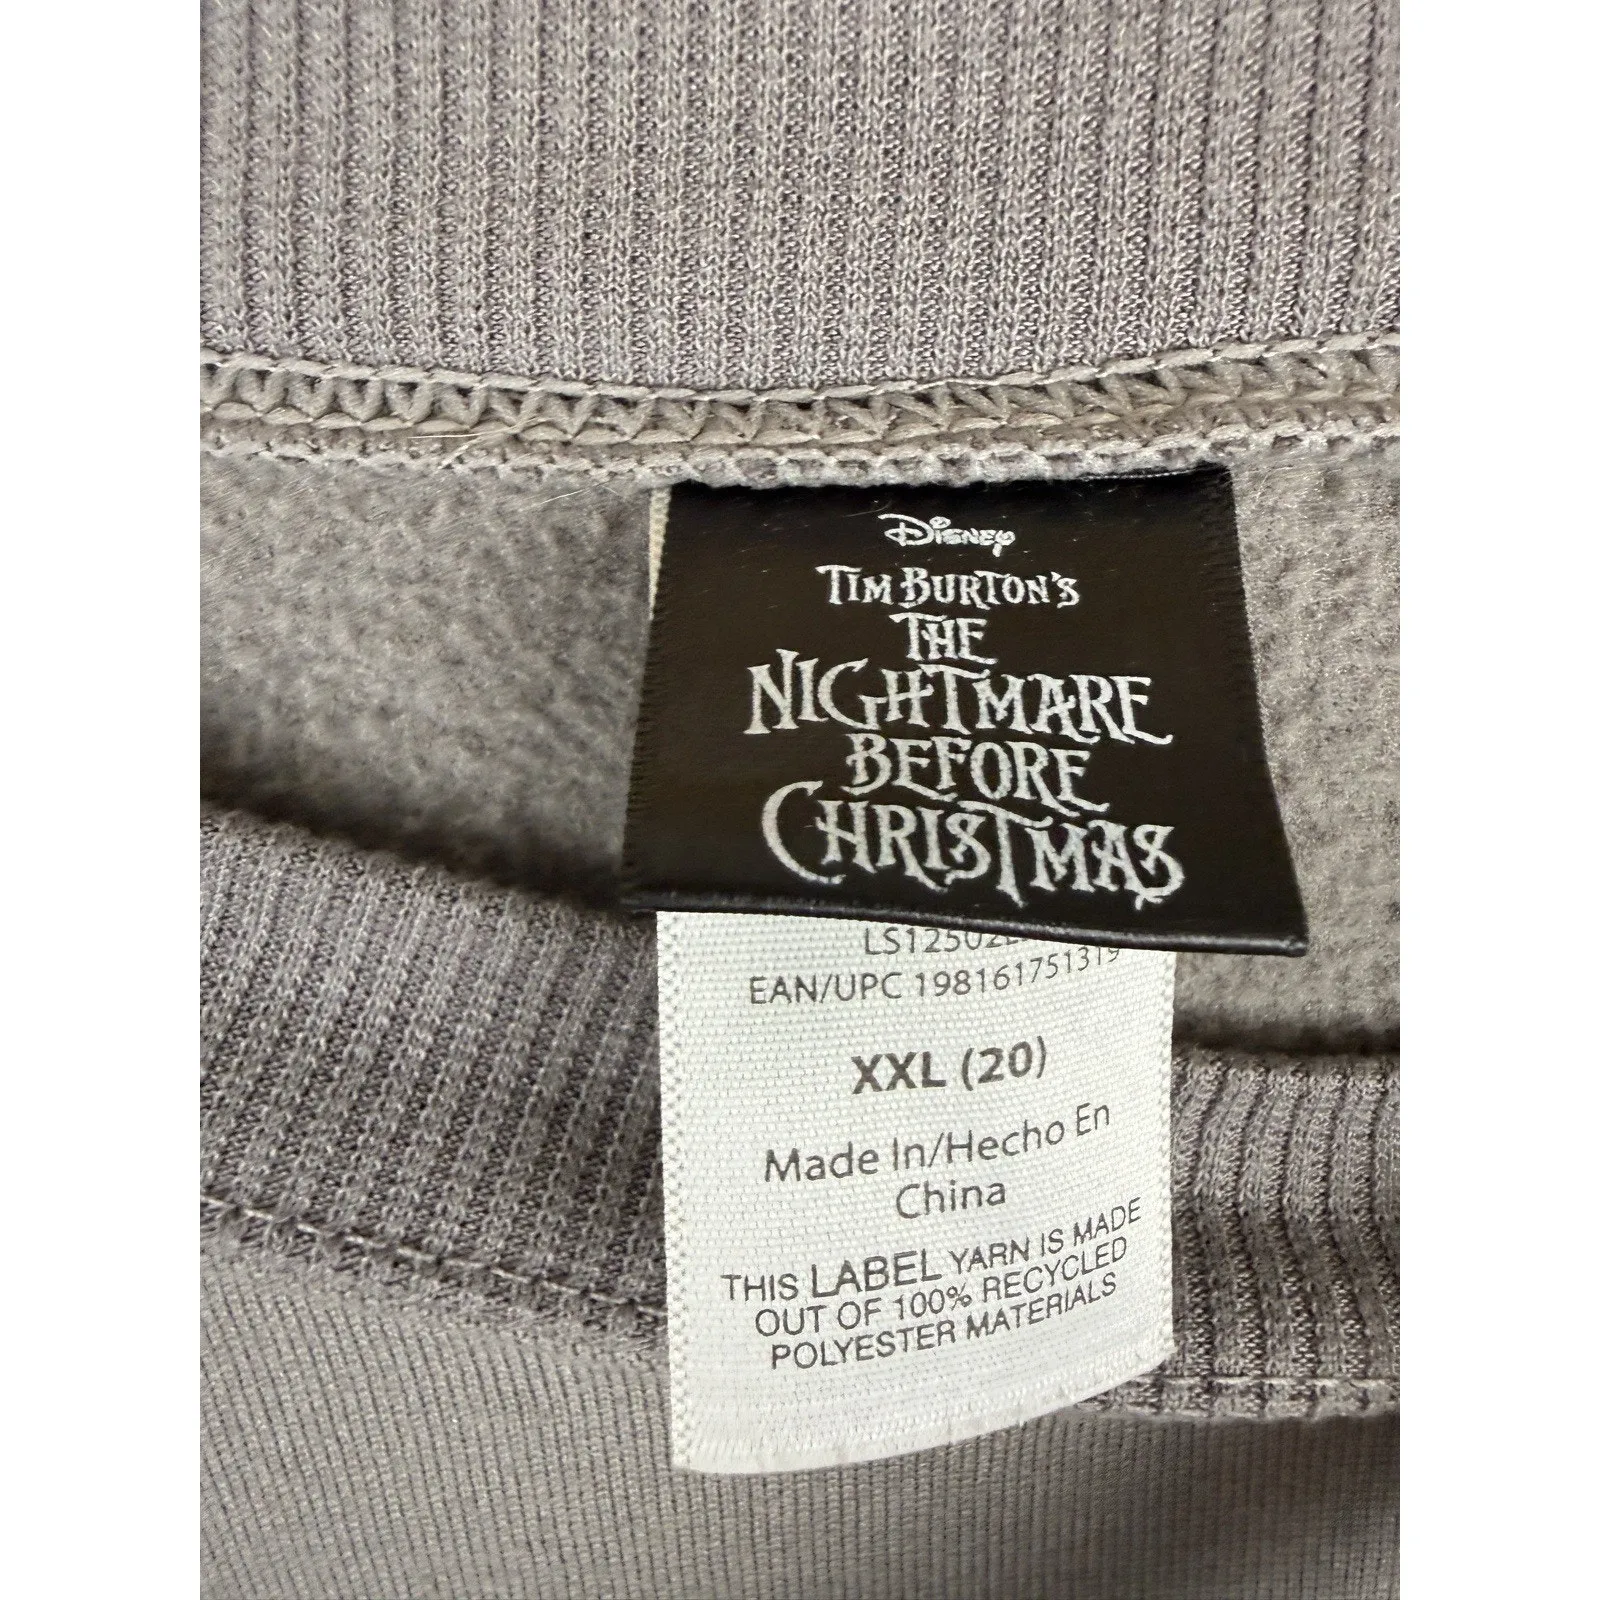 Disney
TIM BURTON'S
THE
NIGHTMARE
BEFORE
CHRISTMAS
EAN/UPC 198161751319
XXL (20)
Made In/Hecho En
China
THIS LABEL YARN IS MADE
OUT OF 100% RECYCLED
POLYESTER MATERIALS